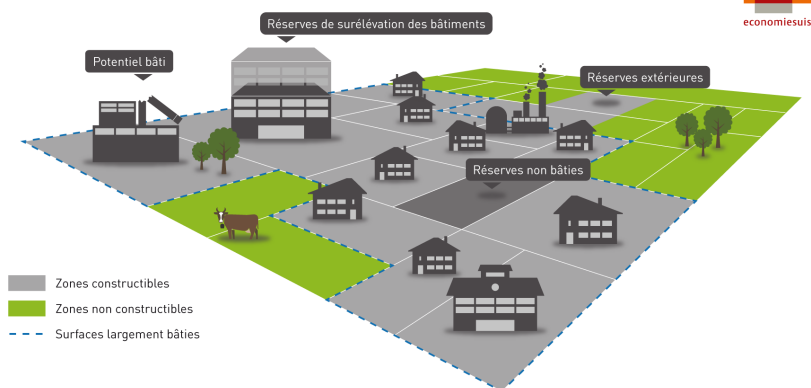 economiesuis
Réserves de surélévation des bâtiments
Potentiel bâti
Réserves extérieures
Réserves non bâties
Zones constructibles
Zones non constructibles
Surfaces largement bâties